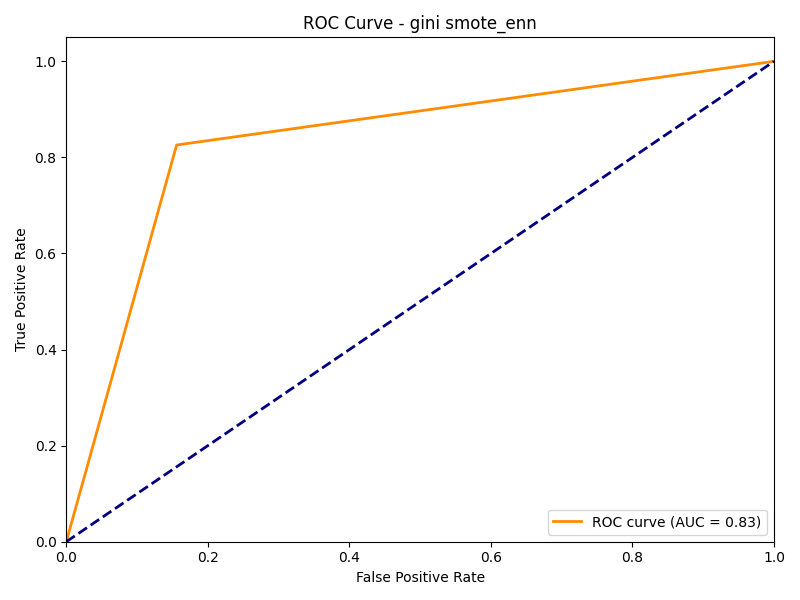 ROC Curve - gini smote_enn
1.0
0.8
0.6
0.4
0.2
0.0
True Positive Rate
0.0 0.2 0.4 0.6 0.8 1.0
False Positive Rate
ROC curve (AUC = 0.83)